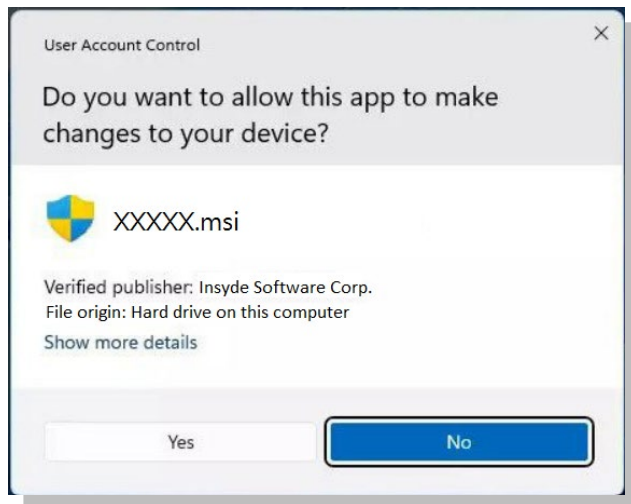 User Account Control
Do you want to allow this app to make
changes to your device?
XXXXX.msi
Verified publisher: Insyde Software Corp.
File origin: Hard drive on this computer
Show more details
Yes
No